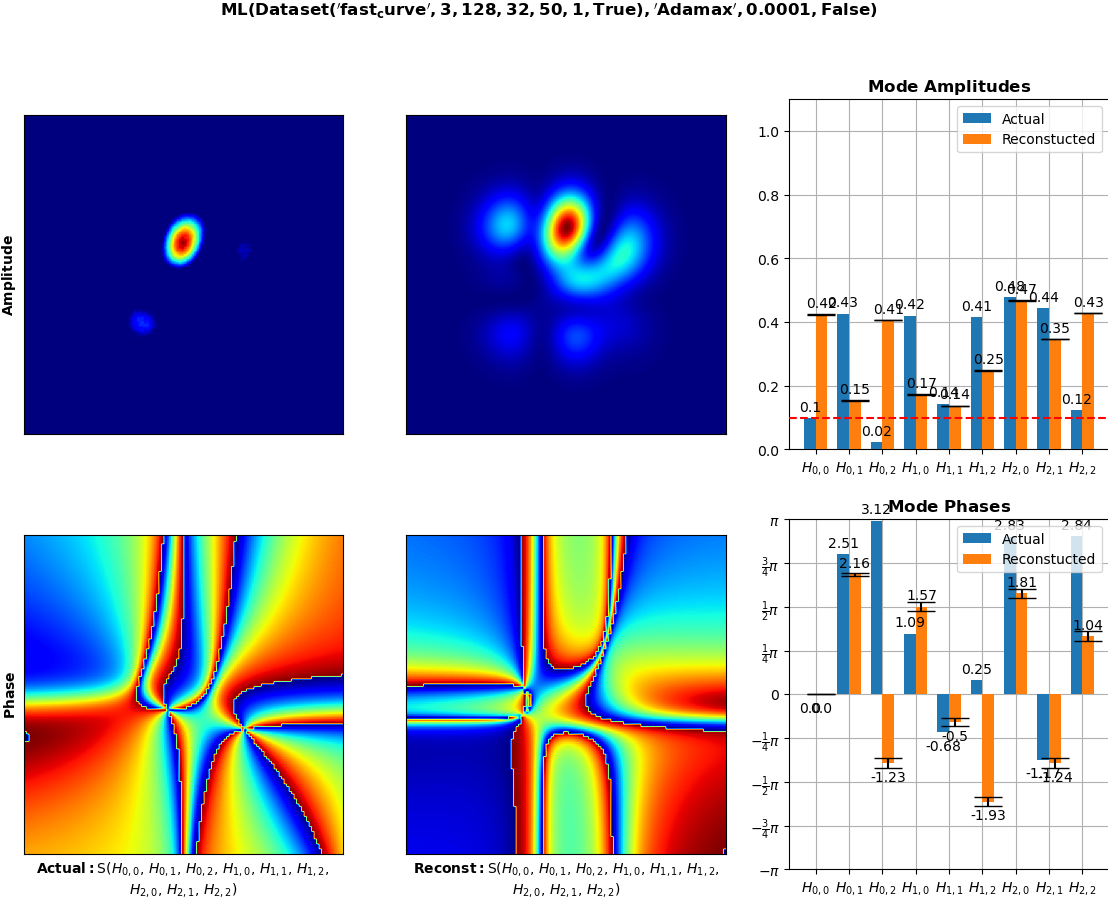 ML(Dataset('fast_curve', 3, 128, 32, 50, 1, True), 'Adamax', 0.0001, False)
Amplitude
Mode Amplitudes
Actual
Reconstucted
1.0
0.8
0.6
0.4
0.2
0.0
0.1 0.42 0.43 0.15 0.02 0.41 0.42 0.17 0.14 0.14 0.41 0.25 0.48 0.47 0.44 0.35 0.12 0.43
H0,0 H0,1 H0,2 H1,0 H1,1 H1,2 H2,0 H2,1 H2,2
Phase
Actual: S(H0,0, H0,1, H0,2, H1,0, H1,1, H1,2,
H2,0, H2,1, H2,2)
Reconst: S(H0,0, H0,1, H0,2, H1,0, H1,1, H1,2,
H2,0, H2,1, H2,2)
Mode Phases
Actual
Reconstucted
π
3/4π
1/2π
1/4π
0
−1/4π
−1/2π
−3/4π
−π
0.0 0.0 2.51 2.16 3.12 -1.23 1.09 1.57 -0.68 -0.5 0.25 -1.93 2.83 1.81 -1.17 -1.24 2.84 1.04
H0,0 H0,1 H0,2 H1,0 H1,1 H1,2 H2,0 H2,1 H2,2